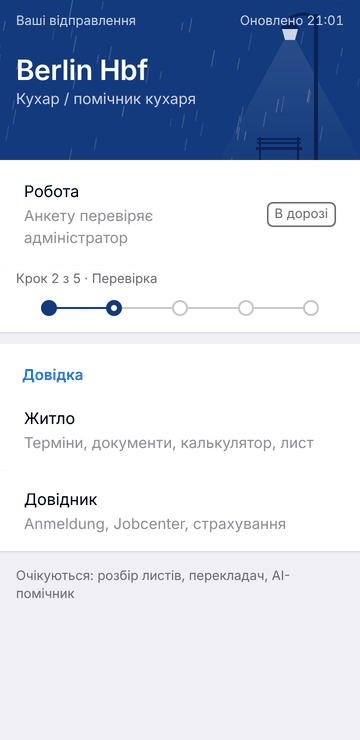 Ваші відправлення
Оновлено 21:01
Berlin Hbf
Кухар / помічник кухаря
Робота
Анкету перевіряє
адміністратор
В дорозі
Крок 2 з 5 · Перевірка
Довідка
Житло
Терміни, документи, калькулятор, лист
Довідник
Anmeldung, Jobcenter, страхування
Очікуються: розбір листів, перекладач, AI-
помічник